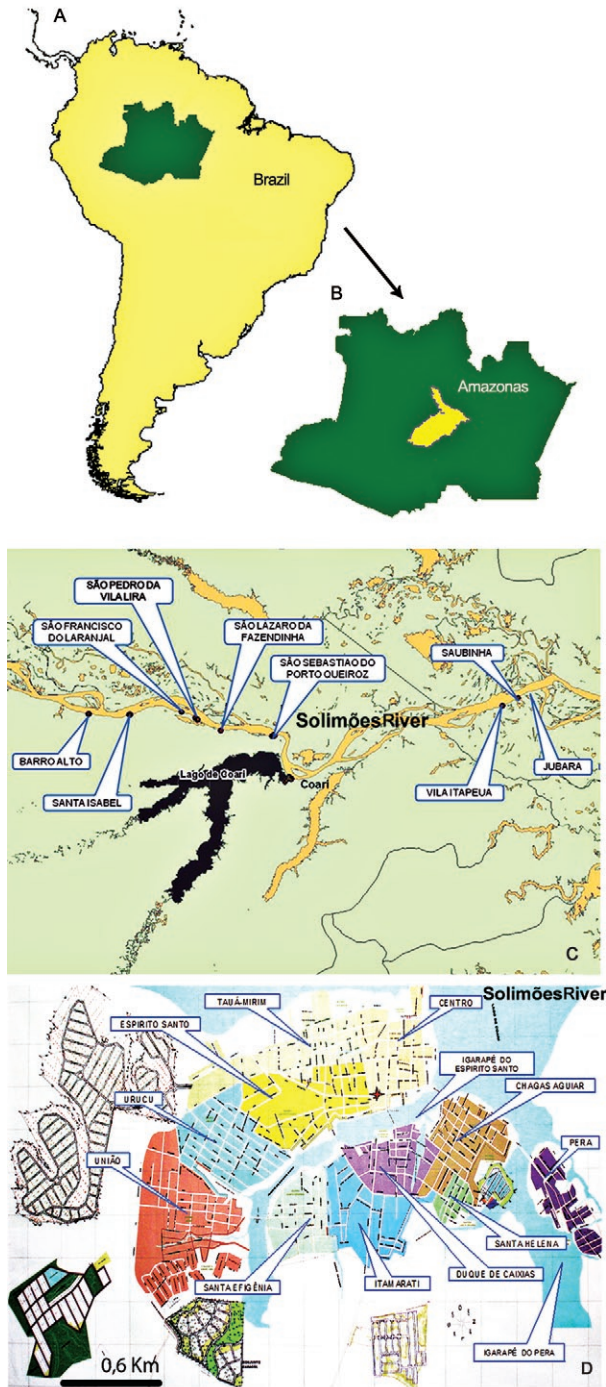 A
Brazil
B
Amazonas
SÃO PEDRO DA
VILA LIRA
SÃO FRANCISCO
DO LARANJAL
SÃO LAZARO DA
FAZENDINHA
SÃO SEBASTIAO DO
PORTO QUEIROZ
SAUBINHA
SolimõesRiver
BARRO ALTO
SANTA ISABEL
Lago de Coari
Coari
VILA ITAPEUA
JUBARA
C
SolimõesRiver
TAUÁ-MIRIM
CENTRO
ESPIRITO SANTO
IGARAPÉ DO
ESPIRITO SANTO
CHAGAS AGUIAR
URUCU
PERA
UNIÃO
SANTA HELENA
DUQUE DE CAIXAS
SANTA EFIGÊNIA
ITAMARATI
IGARAPÉ DO PERA
0,6 Km
D